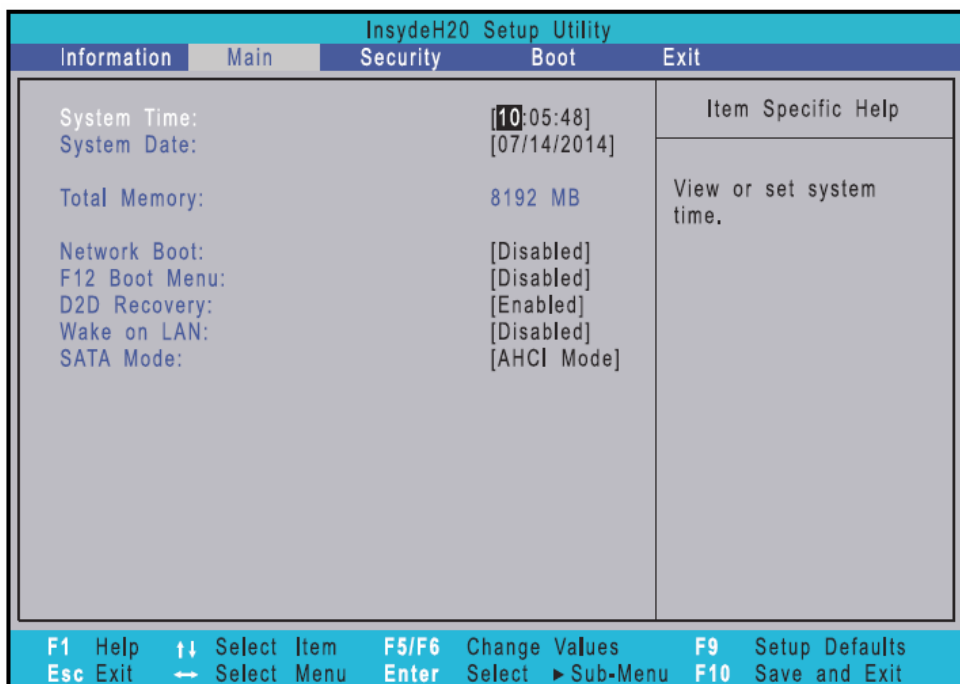 InsydeH20 Setup Utility
Information Main Security Boot Exit
System Time: [10:05:48]
System Date: [07/14/2014]
Total Memory: 8192 MB
Network Boot: [Disabled]
F12 Boot Menu: [Disabled]
D2D Recovery: [Enabled]
Wake on LAN: [Disabled]
SATA Mode: [AHCI Mode]
Item Specific Help
View or set system
time.
F1 Help ↑↓ Select Item F5/F6 Change Values F9 Setup Defaults
Esc Exit ↔ Select Menu Enter Select ►Sub-Menu F10 Save and Exit